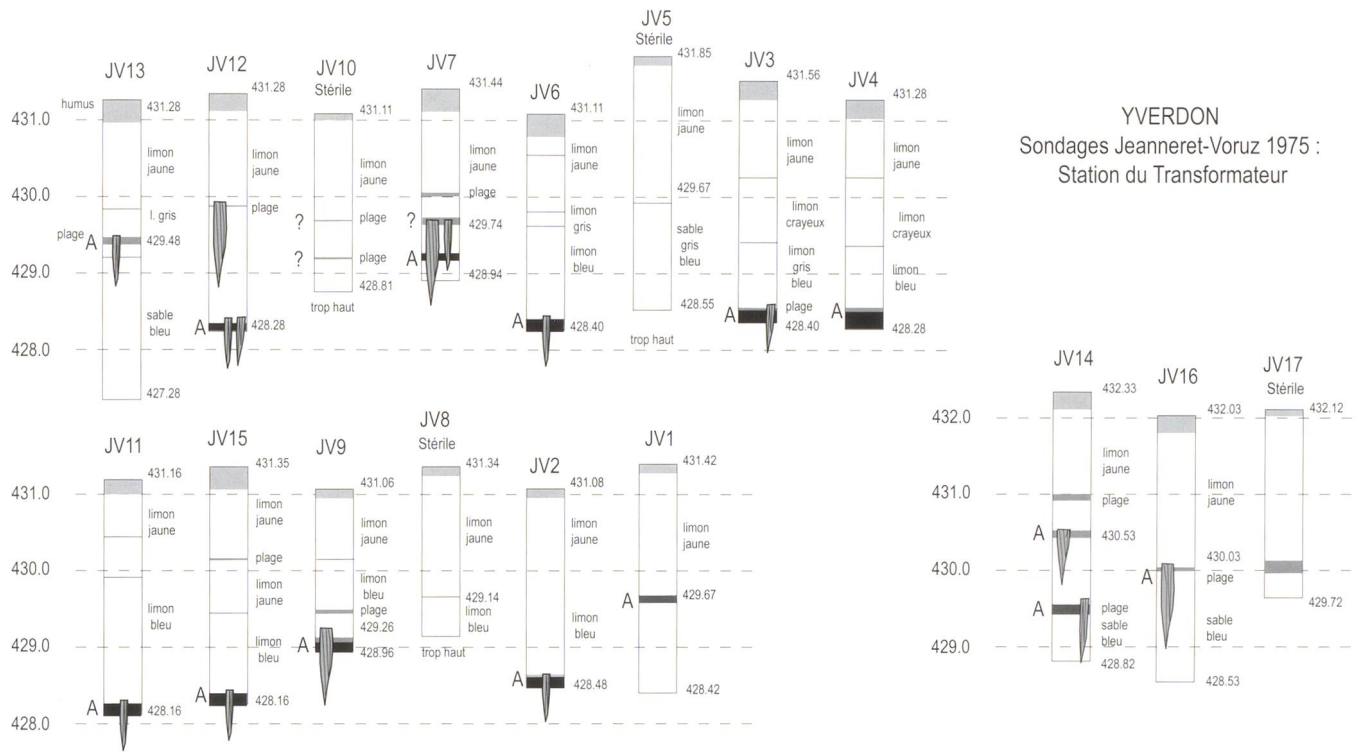 YVERDON
Sondages Jeanneret-Voruz 1975 :
Station du Transformateur
431.0
430.0
429.0
428.0
JV13
humus
431.28
limon
jaune
l. gris
plage
A
429.48
sable
bleu
427.28
JV12
431.28
limon
jaune
plage
A
428.28
JV10
Stérile
431.11
limon
jaune
?
plage
?
plage
428.81
trop haut
JV7
431.44
limon
jaune
plage
?
429.74
A
428.94
JV6
431.11
limon
jaune
limon
gris
limon
bleu
A
428.40
JV5
Stérile
431.85
limon
jaune
429.67
sable
gris
bleu
428.55
trop haut
JV3
431.56
limon
jaune
limon
crayeux
limon
gris
bleu
plage
A
428.40
JV4
431.28
limon
jaune
limon
crayeux
limon
bleu
A
428.28
431.0
430.0
429.0
428.0
JV11
431.16
limon
jaune
limon
bleu
A
428.16
JV15
431.35
limon
jaune
plage
limon
jaune
limon
bleu
A
428.16
JV9
431.06
limon
jaune
limon
bleu
plage
429.26
A
428.96
JV8
Stérile
431.34
limon
jaune
429.14
limon
bleu
trop haut
JV2
431.08
limon
jaune
limon
bleu
A
428.48
JV1
431.42
limon
jaune
A
429.67
428.42
432.0
431.0
430.0
429.0
JV14
432.33
limon
jaune
plage
A
430.53
A
plage
sable
bleu
428.82
JV16
432.03
limon
jaune
430.03
A
plage
sable
bleu
428.53
JV17
Stérile
432.12
429.72